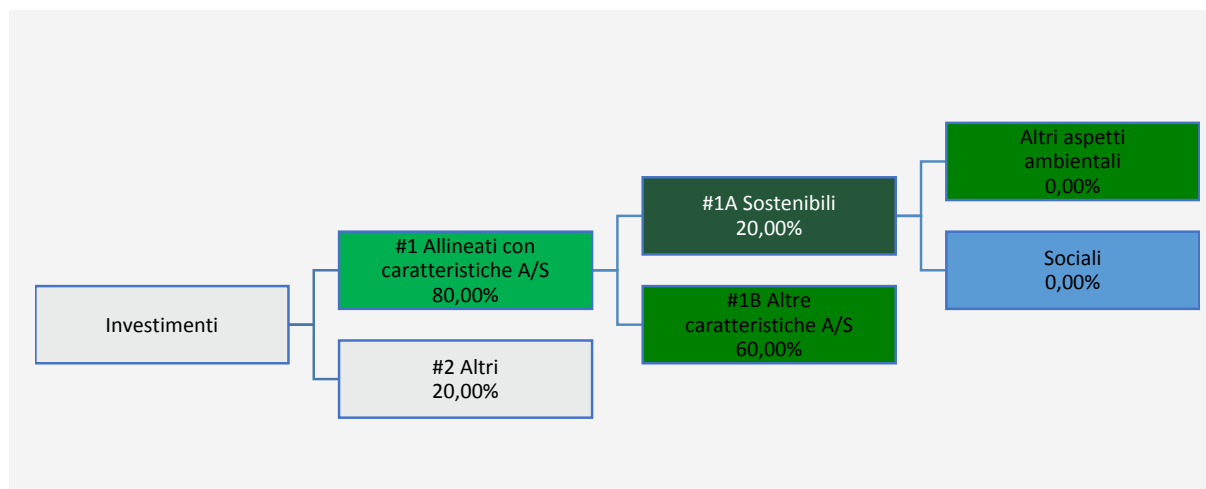 Investimenti
#1 Allineati con
caratteristiche A/S
80,00%
#2 Altri
20,00%
#1A Sostenibili
20,00%
#1B Altre
caratteristiche A/S
60,00%
Altri aspetti
ambientali
0,00%
Sociali
0,00%